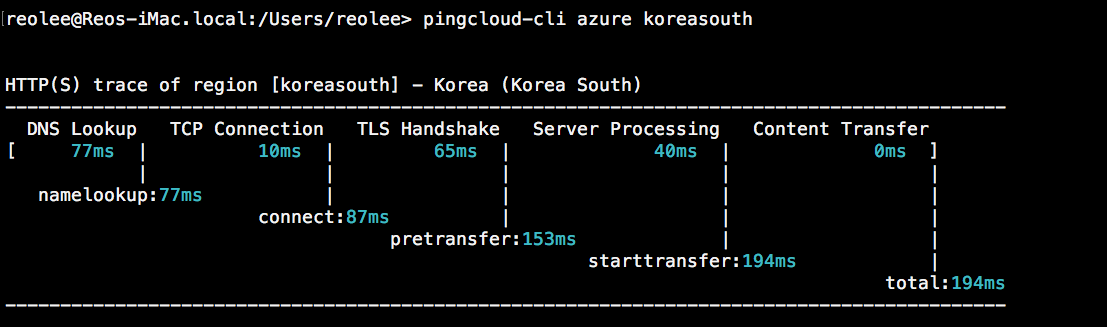 reolee@Reos-iMac.local:/Users/reolee> pingcloud-cli azure koreasouth
HTTP(S) trace of region [koreasouth] - Korea (Korea South)
--------------------------------------------------------------------------------------------
  DNS Lookup   TCP Connection   TLS Handshake   Server Processing   Content Transfer
[     77ms  |          10ms  |         65ms  |             40ms  |             0ms  ]
            |                |               |                   |                  |
   namelookup:77ms           |               |                   |                  |
                       connect:87ms          |                   |                  |
                                   pretransfer:153ms             |                  |
                                                     starttransfer:194ms            |
                                                                                total:194ms
--------------------------------------------------------------------------------------------